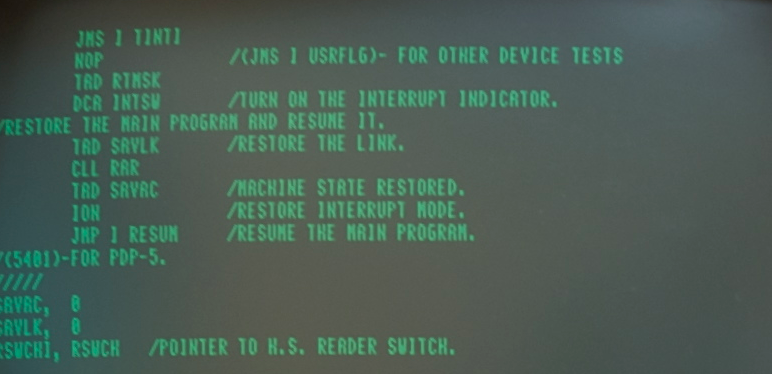 JMS I TINTI
NOP /(JMS I USRFLG)- FOR OTHER DEVICE TESTS
TAD RTMSK
DCA INTSW /TURN ON THE INTERRUPT INDICATOR.
/RESTORE THE MAIN PROGRAM AND RESUME IT.
TAD SAVLK /RESTORE THE LINK.
CLL RAR
TAD SAVAC /MACHINE STATE RESTORED.
ION /RESTORE INTERRUPT MODE.
JMP I RESUM /RESUME THE MAIN PROGRAM.
/(5401)-FOR PDP-5.
/////
SAVAC, 0
SAVLK, 0
RSWCHI, RSWCH /POINTER TO H.S. READER SWITCH.